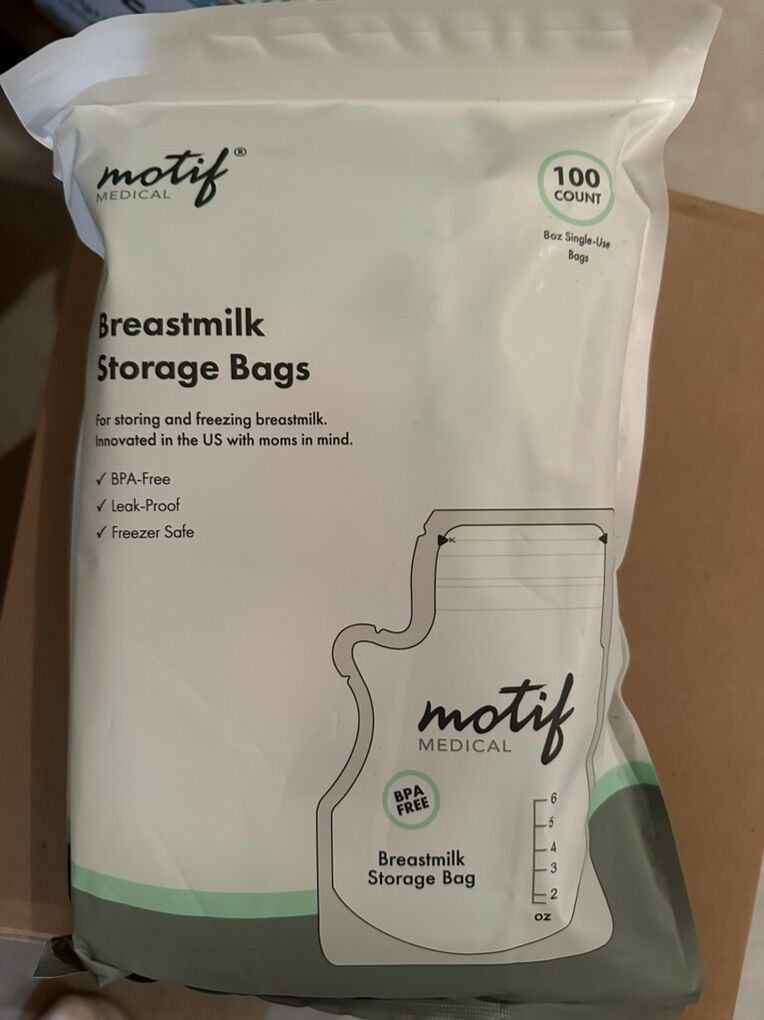 motif®
MEDICAL
100
COUNT
8oz Single-Use
Bags
Breastmilk
Storage Bags
For storing and freezing breastmilk.
Innovated in the US with moms in mind.
✓ BPA-Free
✓ Leak-Proof
✓ Freezer Safe
motif
MEDICAL
BPA
FREE
Breastmilk
Storage Bag
6
5
4
3
2
oz